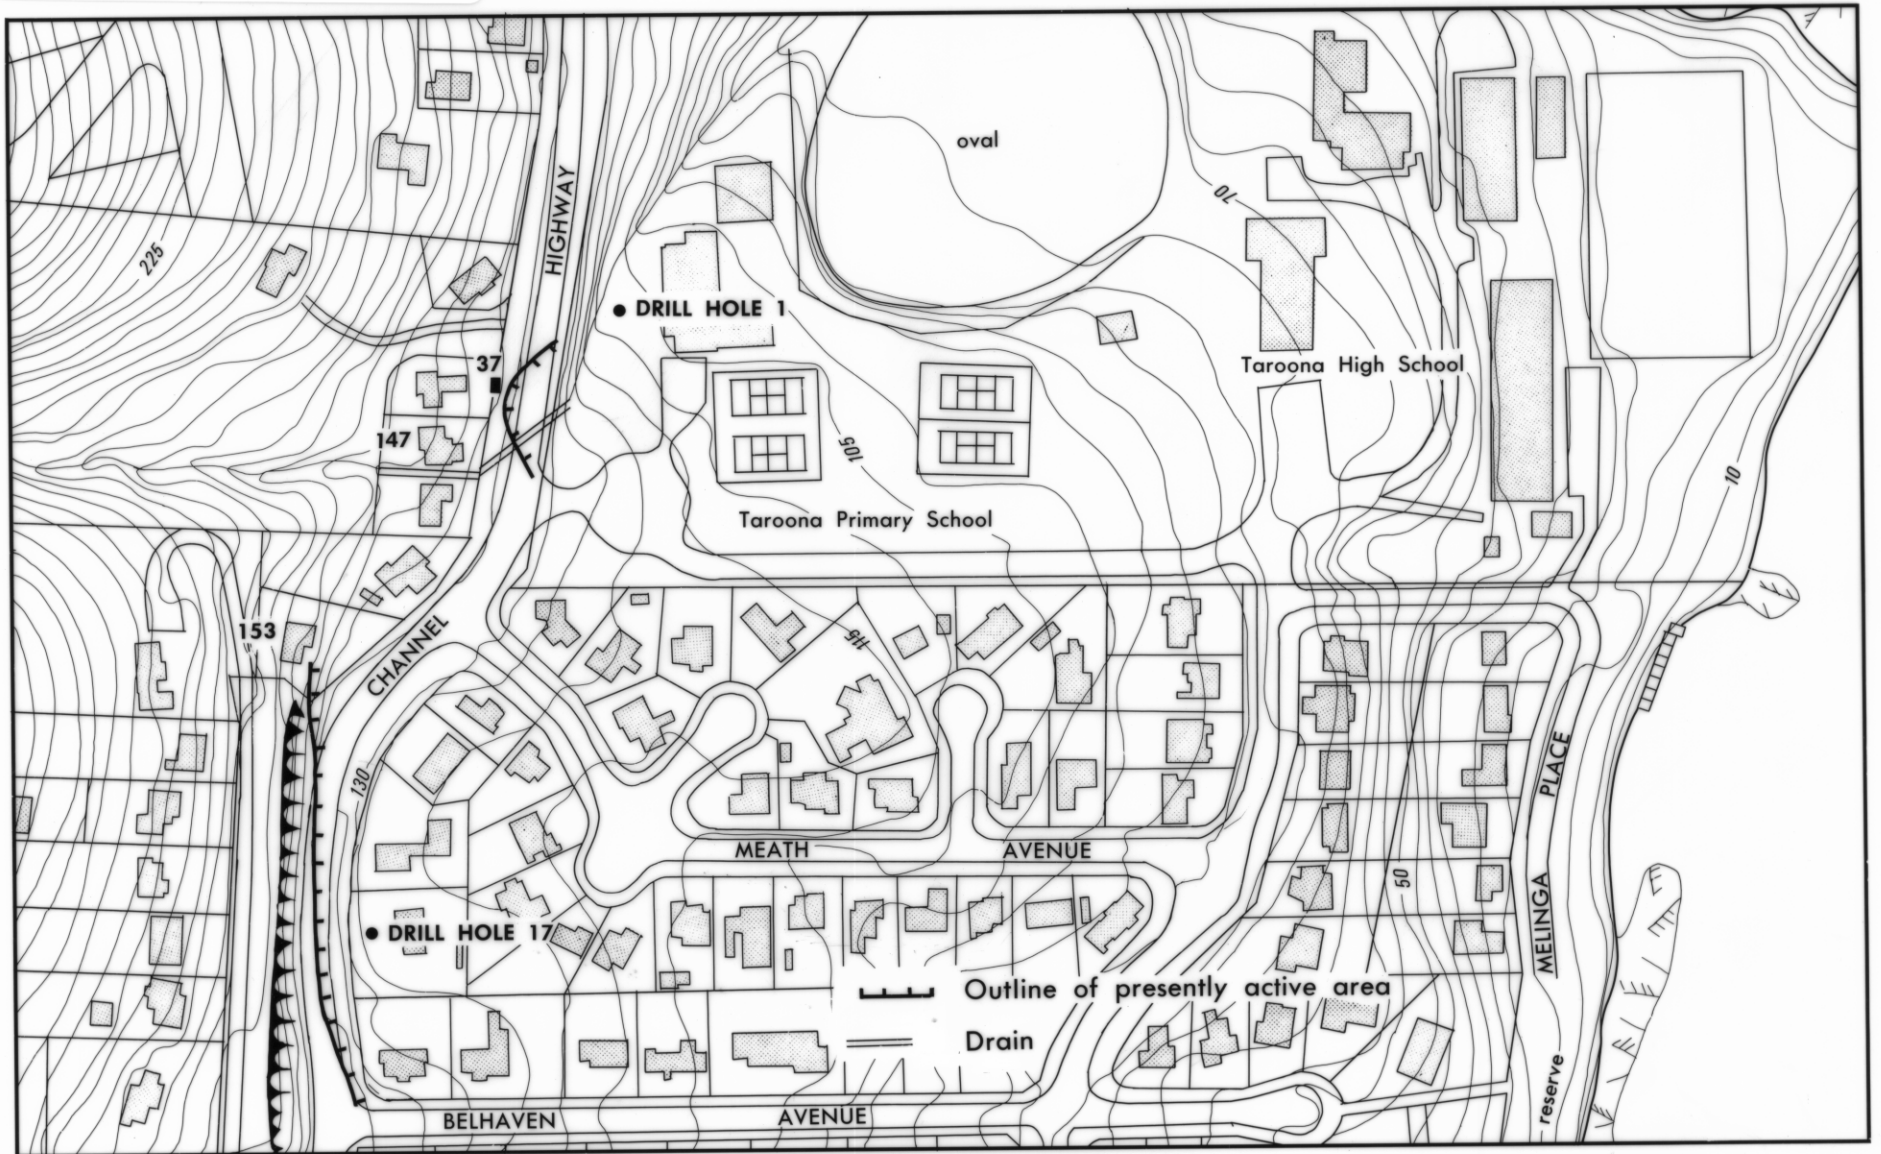 oval
70
HIGHWAY
225
DRILL HOLE 1
37
Taroona High School
147
105
10
Taroona Primary School
153
CHANNEL
115
130
PLACE
MEATH AVENUE
50
MELINGA
DRILL HOLE 17
Outline of presently active area
Drain
reserve
BELHAVEN AVENUE